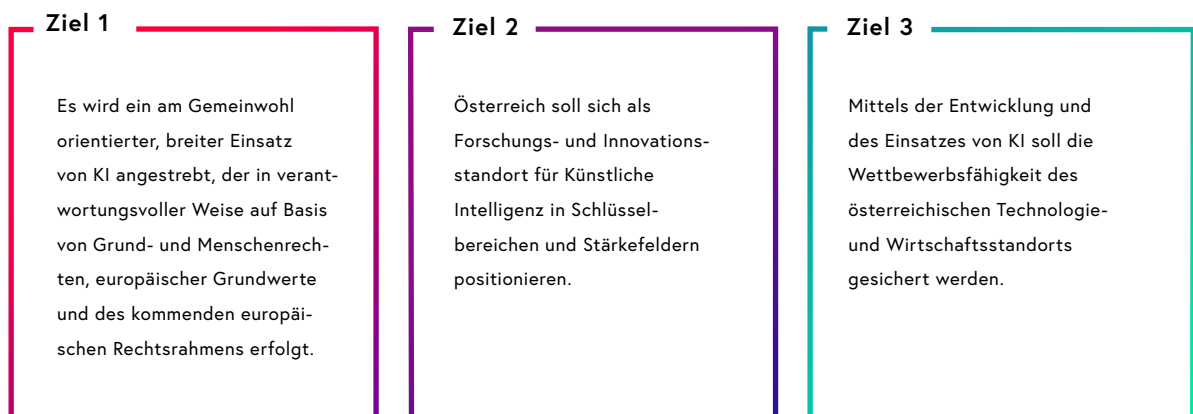 Ziel 1
Es wird ein am Gemeinwohl
orientierter, breiter Einsatz
von KI angestrebt, der in verant-
wortungsvoller Weise auf Basis
von Grund- und Menschenrech-
ten, europäischer Grundwerte
und des kommenden europäi-
schen Rechtsrahmens erfolgt.
Ziel 2
Österreich soll sich als
Forschungs- und Innovations-
standort für Künstliche
Intelligenz in Schlüssel-
bereichen und Stärkefeldern
positionieren.
Ziel 3
Mittels der Entwicklung und
des Einsatzes von KI soll die
Wettbewerbsfähigkeit des
österreichischen Technologie-
und Wirtschaftsstandorts
gesichert werden.